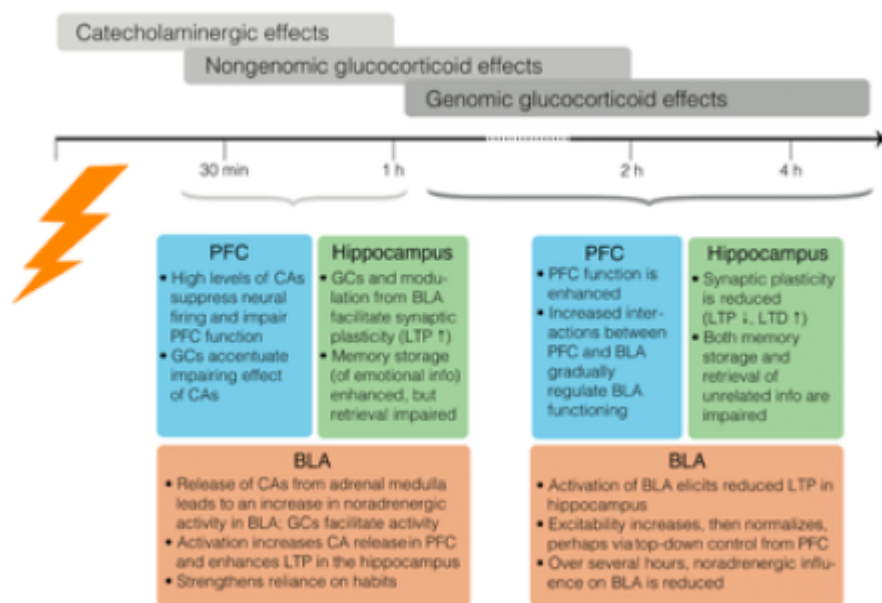 Catecholaminergic effects
Nongenomic glucocorticoid effects
Genomic glucocorticoid effects
30 min
1 h
2 h
4 h
PFC
• High levels of CAs
suppress neural
firing and impair
PFC function
• GCs accentuate
impairing effect
of CAs
Hippocampus
• GCs and modu-
lation from BLA
facilitate synaptic
plasticity (LTP ↑)
• Memory storage
(of emotional info)
enhanced, but
retrieval impaired
BLA
• Release of CAs from adrenal medulla
leads to an increase in noradrenergic
activity in BLA; GCs facilitate activity
• Activation increases CA release in PFC
and enhances LTP in the hippocampus
• Strengthens reliance on habits
PFC
• PFC function is
enhanced
• Increased inter-
actions between
PFC and BLA
gradually
regulate BLA
functioning
Hippocampus
• Synaptic plasticity
is reduced
(LTP ↓, LTD ↑)
• Both memory
storage and
retrieval of
unrelated info are
impaired
BLA
• Activation of BLA elicits reduced LTP in
hippocampus
• Excitability increases, then normalizes,
perhaps via top-down control from PFC
• Over several hours, noradrenergic influ-
ence on BLA is reduced